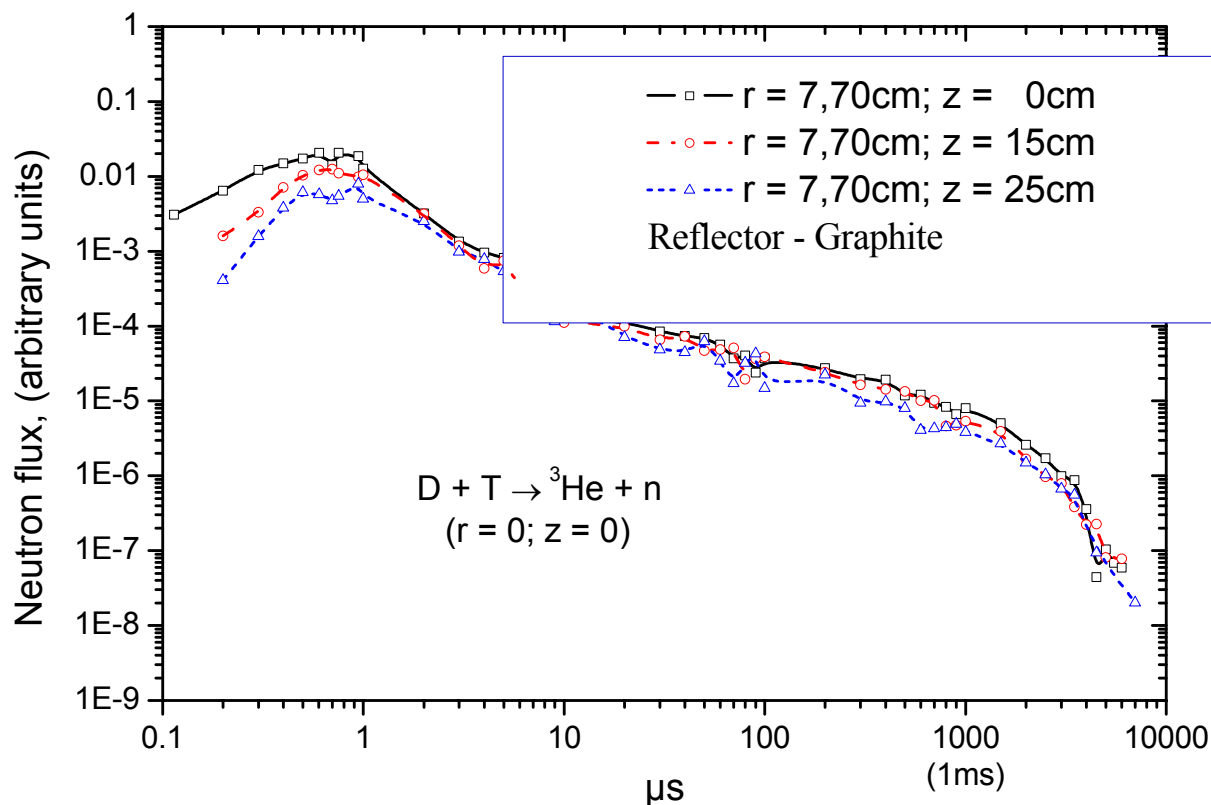 1
0.1
0.01
1E-3
1E-4
1E-5
1E-6
1E-7
1E-8
1E-9
Neutron flux, (arbitrary units)
r = 7,70cm; z = 0cm
r = 7,70cm; z = 15cm
r = 7,70cm; z = 25cm
Reflector - Graphite
D + T → ³He + n
(r = 0; z = 0)
0.1 1 10 100 1000 10000
(1ms)
µs